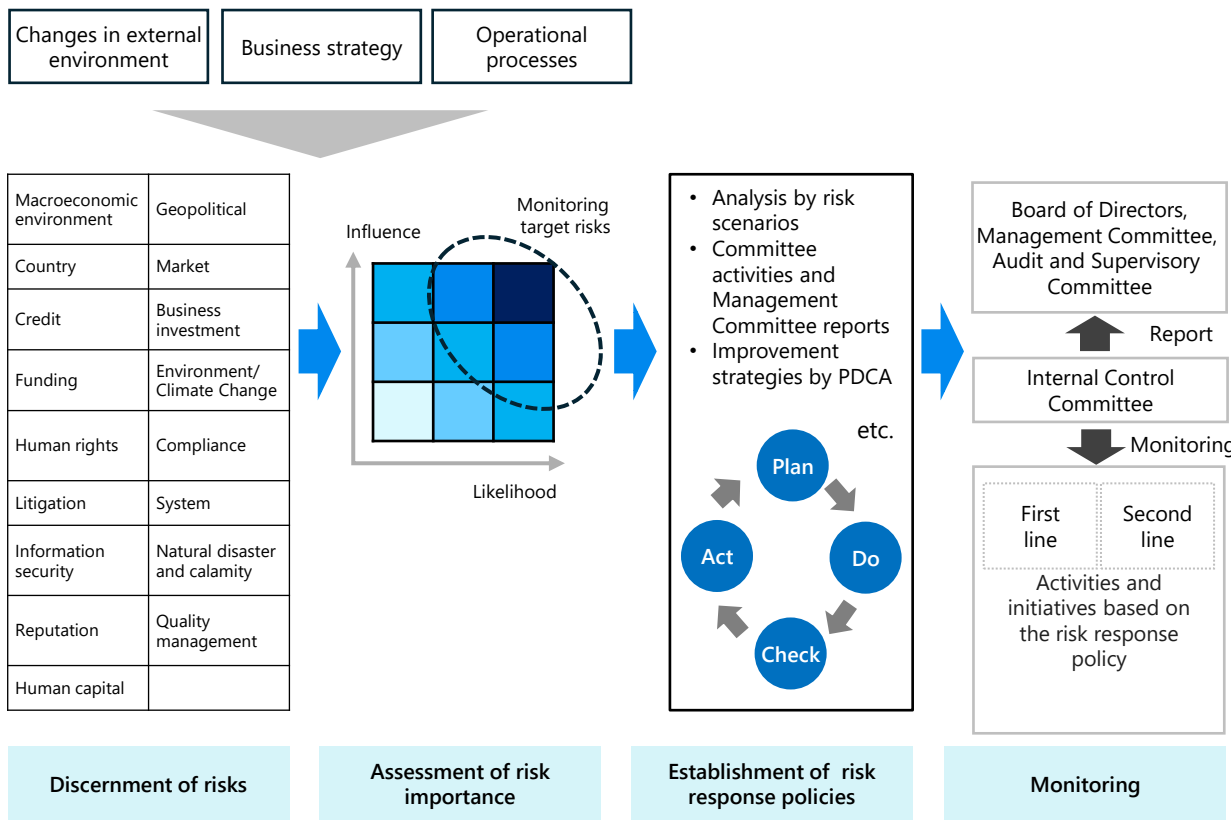 Changes in external
environment
Business strategy
Operational
processes
Macroeconomic
environment
Geopolitical
Country
Market
Credit
Business
investment
Funding
Environment/
Climate Change
Human rights
Compliance
Litigation
System
Information
security
Natural disaster
and calamity
Reputation
Quality
management
Human capital
Discernment of risks
Influence
Monitoring
target risks
Likelihood
Assessment of risk
importance
• Analysis by risk
scenarios
• Committee
activities and
Management
Committee reports
• Improvement
strategies by PDCA
etc.
Plan
Do
Check
Act
Establishment of risk
response policies
Board of Directors,
Management Committee,
Audit and Supervisory
Committee
Report
Internal Control
Committee
Monitoring
First
line
Second
line
Activities and
initiatives based on
the risk response
policy
Monitoring